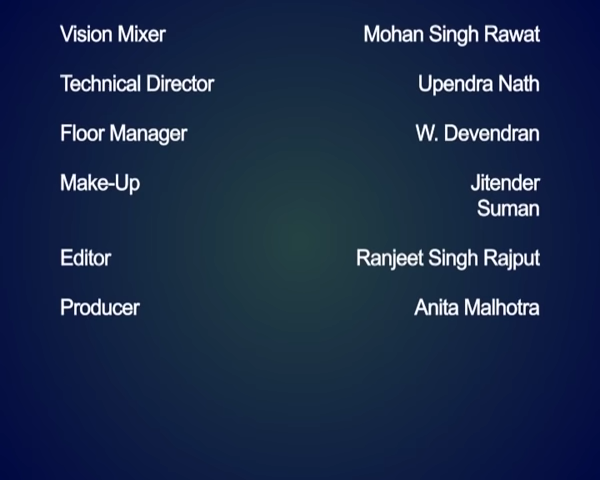 Vision Mixer Mohan Singh Rawat
Technical Director Upendra Nath
Floor Manager W. Devendran
Make-Up Jitender
Suman
Editor Ranjeet Singh Rajput
Producer Anita Malhotra